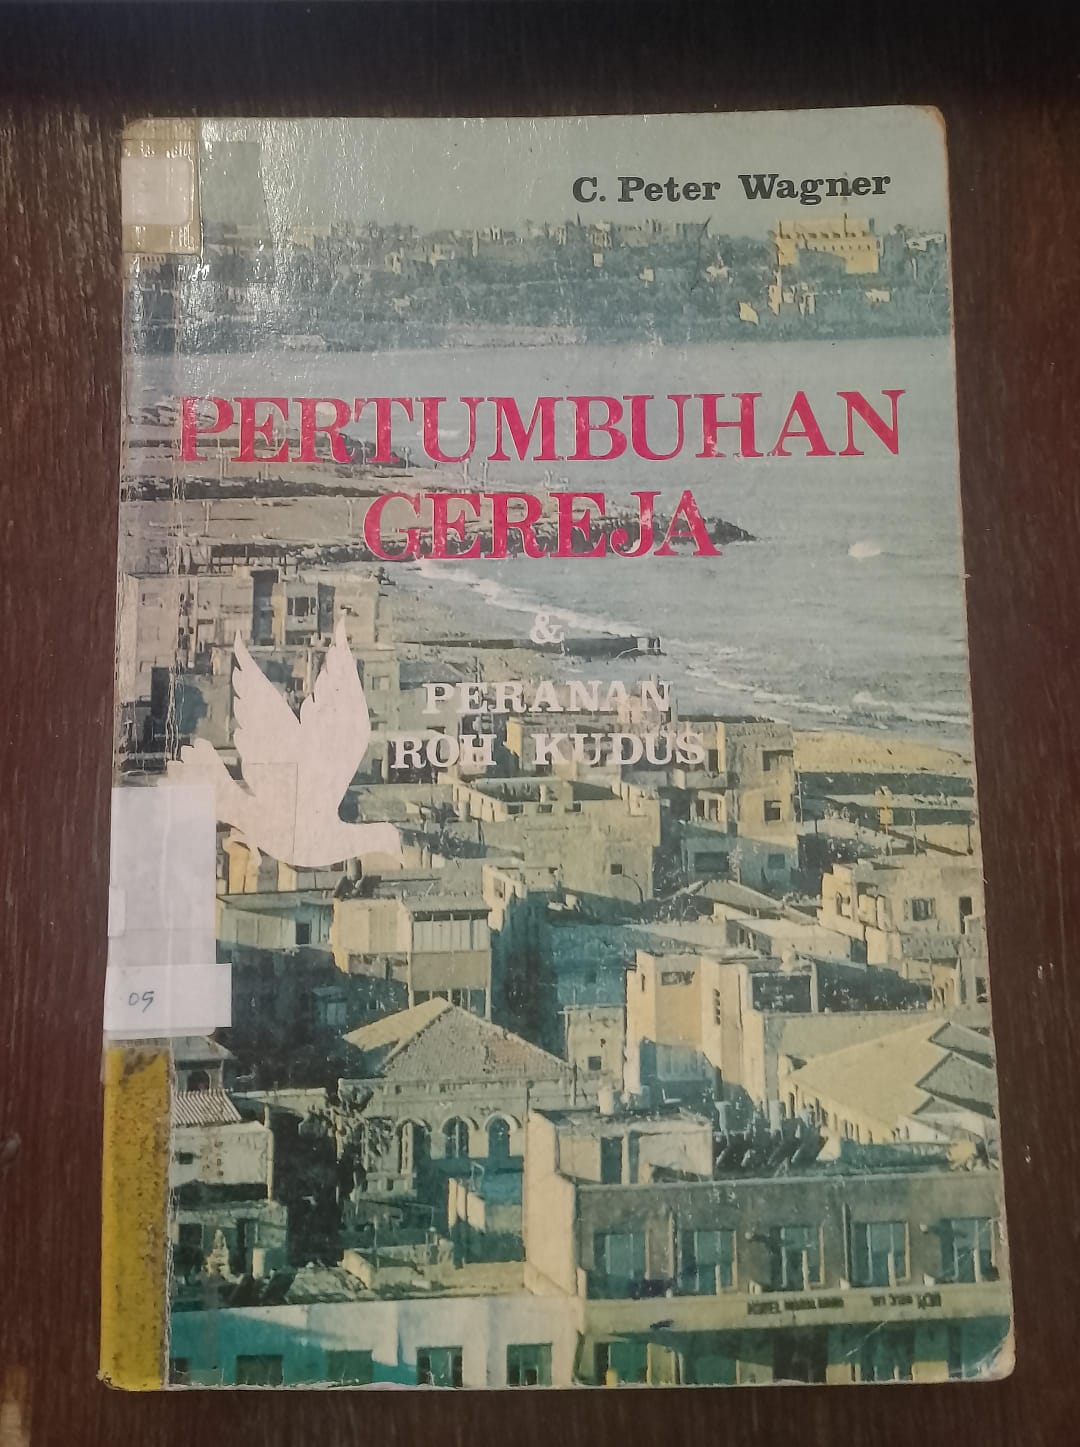 C. Peter Wagner
PERTUMBUHAN
GEREJA
&
PERANAN
ROH KUDUS
05